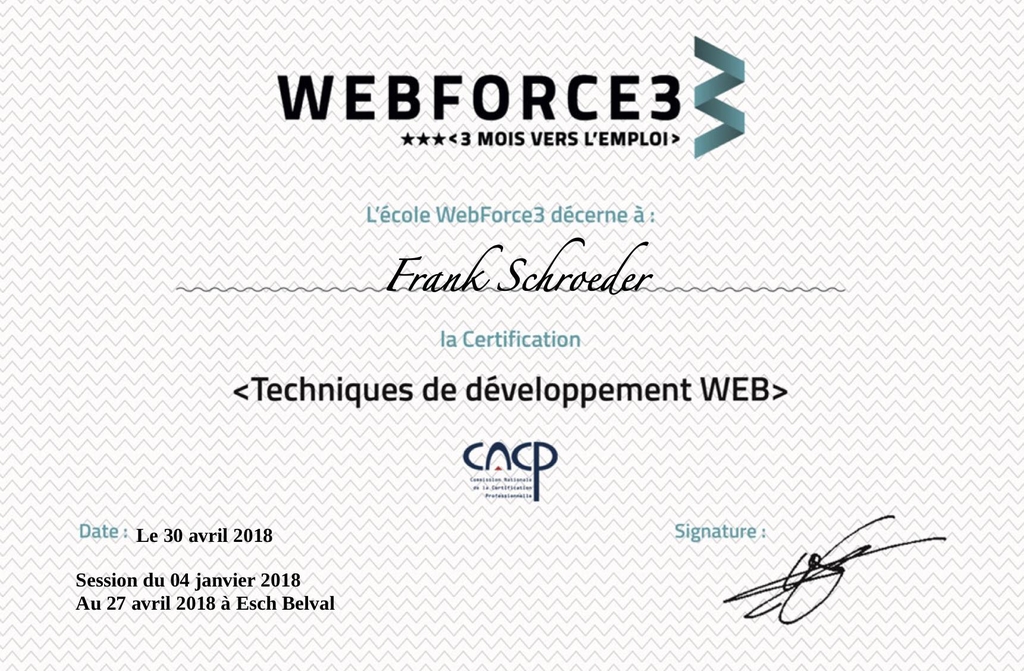 WEBFORCE3
★★★<3 MOIS VERS L'EMPLOI>
L'école WebForce3 décerne à :
Frank Schroeder
la Certification
<Techniques de développement WEB>
CNCP
Commission Nationale
de la Certification
Professionnelle
Date : Le 30 avril 2018
Signature :
Session du 04 janvier 2018
Au 27 avril 2018 à Esch Belval